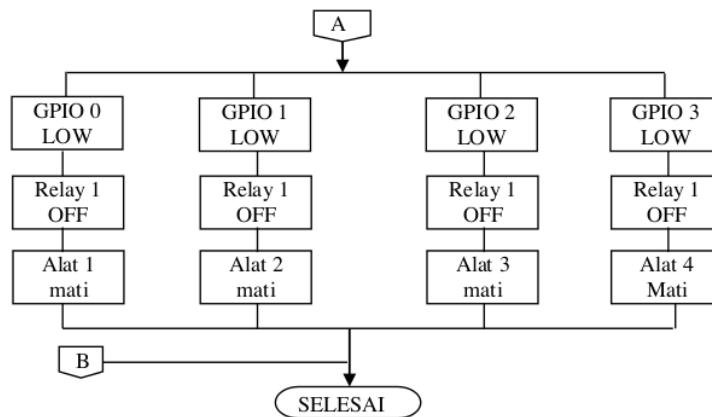 A
GPIO 0
LOW
GPIO 1
LOW
GPIO 2
LOW
GPIO 3
LOW
Relay 1
OFF
Relay 1
OFF
Relay 1
OFF
Relay 1
OFF
Alat 1
mati
Alat 2
mati
Alat 3
mati
Alat 4
Mati
B
SELESAI